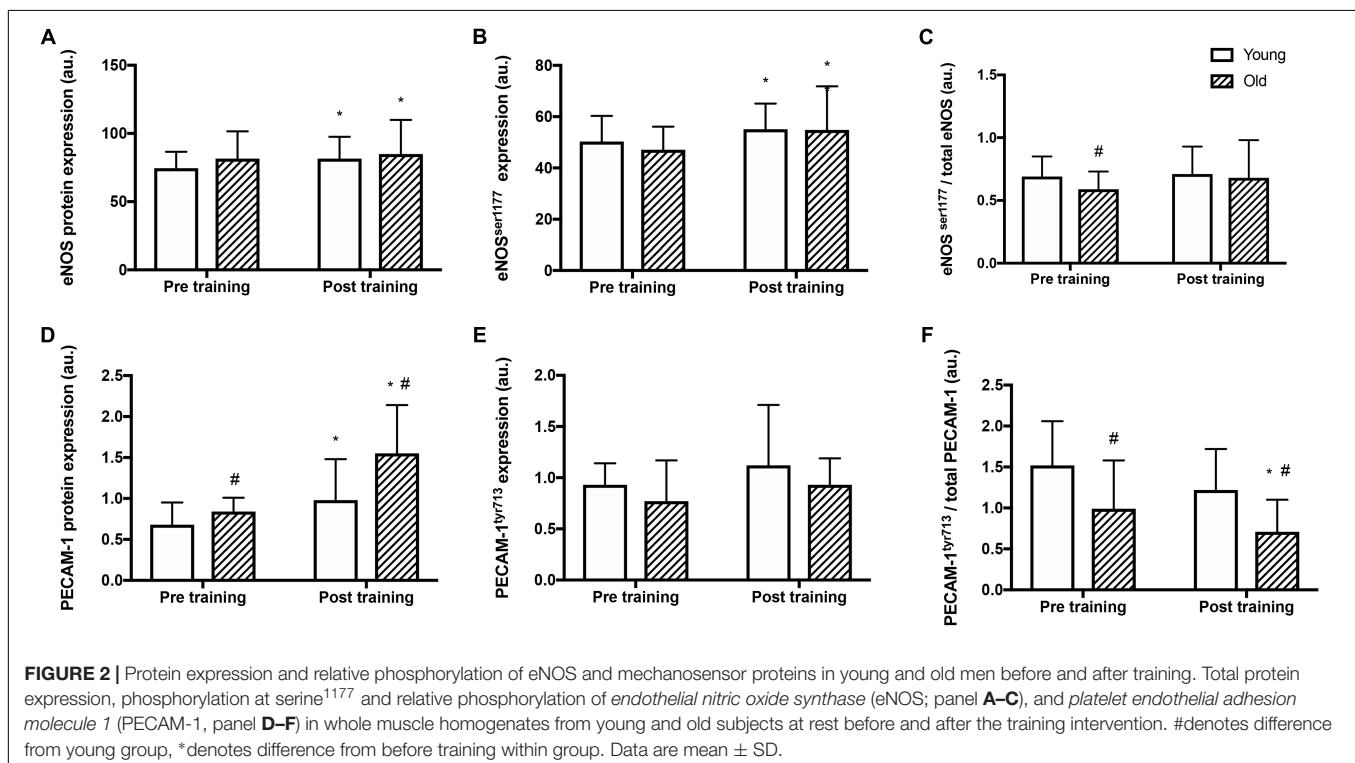 A
eNOS protein expression (au.)
150
100
50
0
*
*
Pre training
Post training
B
eNOSser1177 expression (au.)
80
60
40
20
0
*
*
*
Pre training
Post training
C
eNOS ser1177 / total eNOS (au.)
Young
Old
1.5
1.0
0.5
0.0
#
Pre training
Post training
D
PECAM-1 protein expression (au.)
2.5
2.0
1.5
1.0
0.5
0.0
#
*
* #
Pre training
Post training
E
PECAM-1tyr713 expression (au.)
2.0
1.5
1.0
0.5
0.0
Pre training
Post training
F
PECAM-1tyr713 / total PECAM-1 (au.)
2.5
2.0
1.5
1.0
0.5
0.0
#
* #
Pre training
Post training
FIGURE 2 | Protein expression and relative phosphorylation of eNOS and mechanosensor proteins in young and old men before and after training. Total protein
expression, phosphorylation at serine1177 and relative phosphorylation of endothelial nitric oxide synthase (eNOS; panel A–C), and platelet endothelial adhesion
molecule 1 (PECAM-1, panel D–F) in whole muscle homogenates from young and old subjects at rest before and after the training intervention. #denotes difference
from young group, *denotes difference from before training within group. Data are mean ± SD.